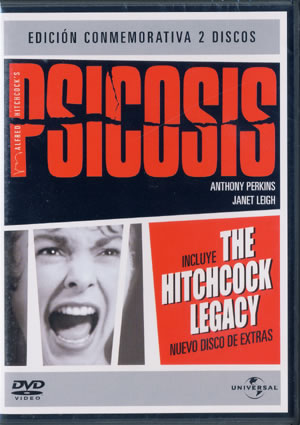 EDICIÓN CONMEMORATIVA 2 DISCOS
ALFRED HITCHCOCK'S
PSICOSIS
ANTHONY PERKINS
JANET LEIGH
INCLUYE THE
HITCHCOCK
LEGACY
NUEVO DISCO DE EXTRAS
DVD
VIDEO
UNIVERSAL